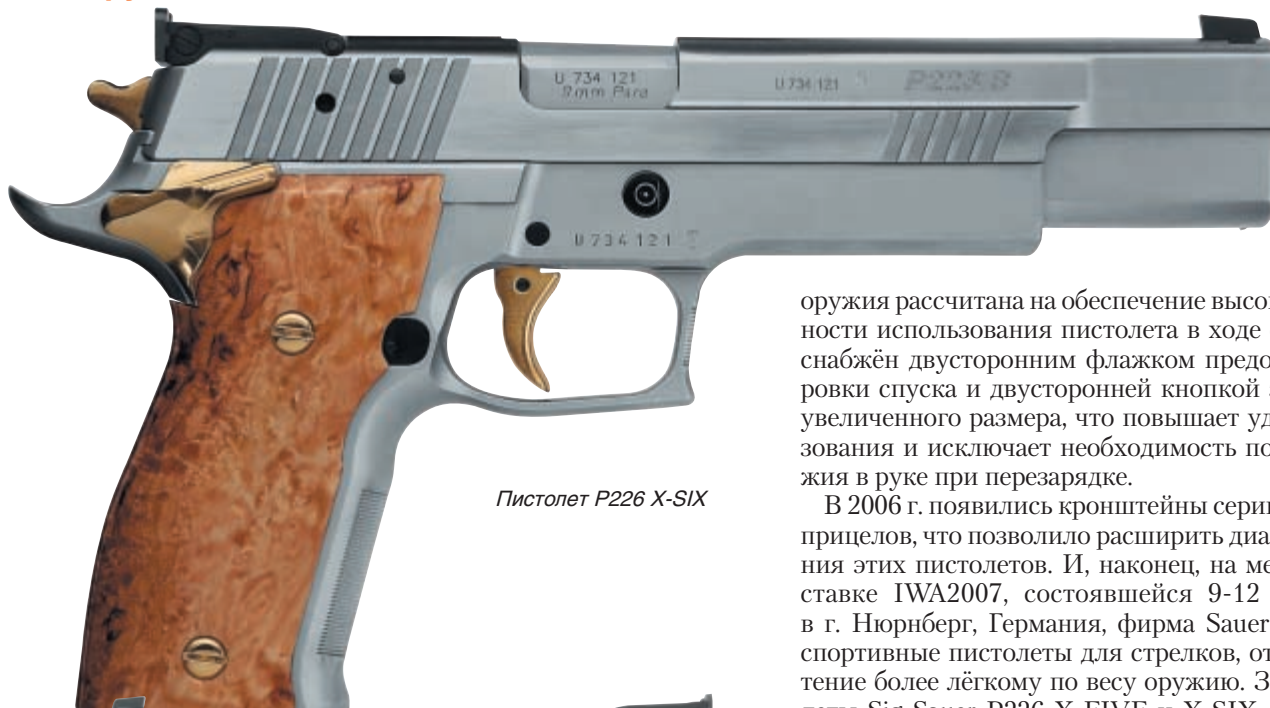 U 734 121
9mm Para
U 734 121
U 734 121
Пистолет P226 X-SIX
оружия рассчитана на обеспечение высо
ности использования пистолета в ходе
снабжён двусторонним флажком предо
ровки спуска и двусторонней кнопкой
увеличенного размера, что повышает уд
зования и исключает необходимость по
жия в руке при перезарядке.
В 2006 г. появились кронштейны сери
прицелов, что позволило расширить диа
ния этих пистолетов. И, наконец, на ме
ставке IWA2007, состоявшейся 9-12
в г. Нюрнберг, Германия, фирма Sauer
спортивные пистолеты для стрелков, от
тение более лёгкому по весу оружию. З